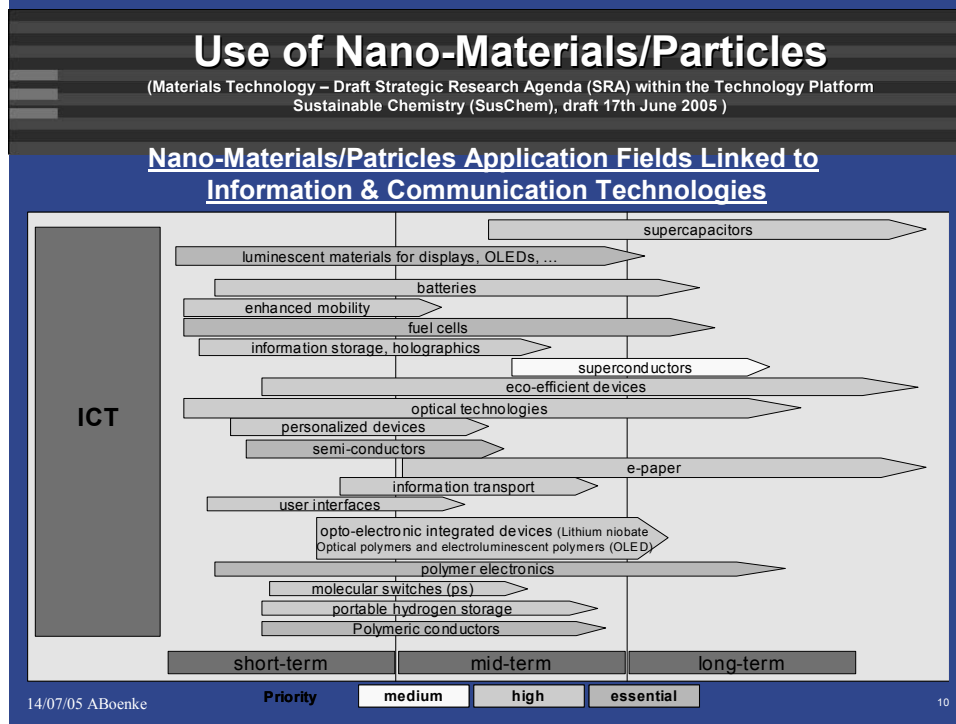 Use of Nano-Materials/Particles
(Materials Technology – Draft Strategic Research Agenda (SRA) within the Technology Platform
Sustainable Chemistry (SusChem), draft 17th June 2005 )
Nano-Materials/Patricles Application Fields Linked to
Information & Communication Technologies
ICT
supercapacitors
luminescent materials for displays, OLEDs, …
batteries
enhanced mobility
fuel cells
information storage, holographics
superconductors
eco-efficient devices
optical technologies
personalized devices
semi-conductors
e-paper
information transport
user interfaces
opto-electronic integrated devices (Lithium niobate
Optical polymers and electroluminescent polymers (OLED)
polymer electronics
molecular switches (ps)
portable hydrogen storage
Polymeric conductors
short-term mid-term long-term
14/07/05 ABoenke Priority medium high essential 10